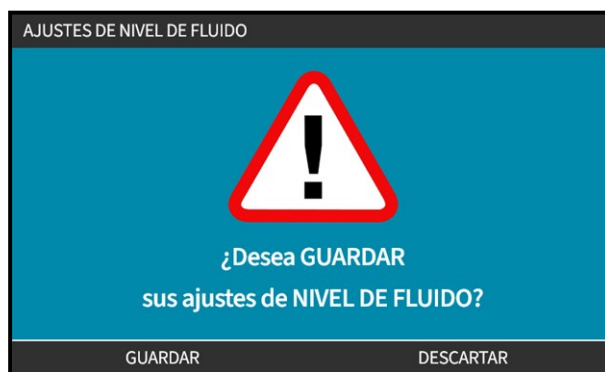 AJUSTES DE NIVEL DE FLUIDO
!
¿Desea GUARDAR
sus ajustes de NIVEL DE FLUIDO?
GUARDAR DESCARTAR